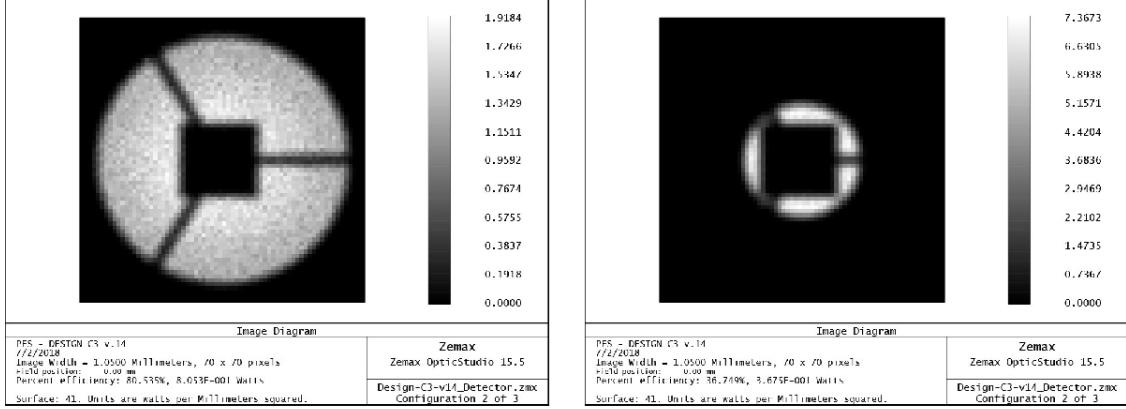 1.9184
1.7266
1.5347
1.3429
1.1511
0.9592
0.7674
0.5755
0.3837
0.1918
0.0000
Image Diagram
PFS - DESIGN C3 v.14
7/2/2018
Image Width = 1.0500 Millimeters, 70 x 70 pixels
Field position: 0.00 mm
Percent efficiency: 80.535%, 8.053E-001 Watts
Surface: 41. Units are watts per Millimeters squared.
Zemax
Zemax OpticStudio 15.5
Design-C3-v14_Detector.zmx
Configuration 2 of 3
7.3673
6.6305
5.8938
5.1571
4.4204
3.6836
2.9469
2.2102
1.4735
0.7367
0.0000
Image Diagram
PFS - DESIGN C3 v.14
7/2/2018
Image Width = 1.0500 Millimeters, 70 x 70 pixels
Field position: 0.00 mm
Percent efficiency: 36.749%, 3.675E-001 Watts
Surface: 41. Units are watts per Millimeters squared.
Zemax
Zemax OpticStudio 15.5
Design-C3-v14_Detector.zmx
Configuration 2 of 3